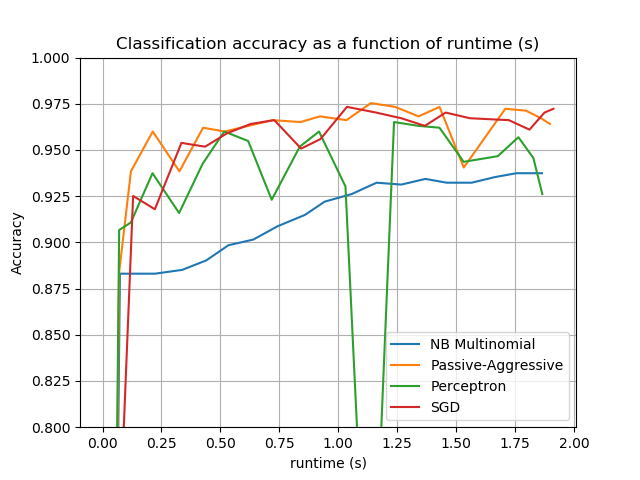 Classification accuracy as a function of runtime (s)
1.000
0.975
0.950
0.925
0.900
0.875
0.850
0.825
0.800
Accuracy
NB Multinomial
Passive-Aggressive
Perceptron
SGD
0.00 0.25 0.50 0.75 1.00 1.25 1.50 1.75 2.00
runtime (s)